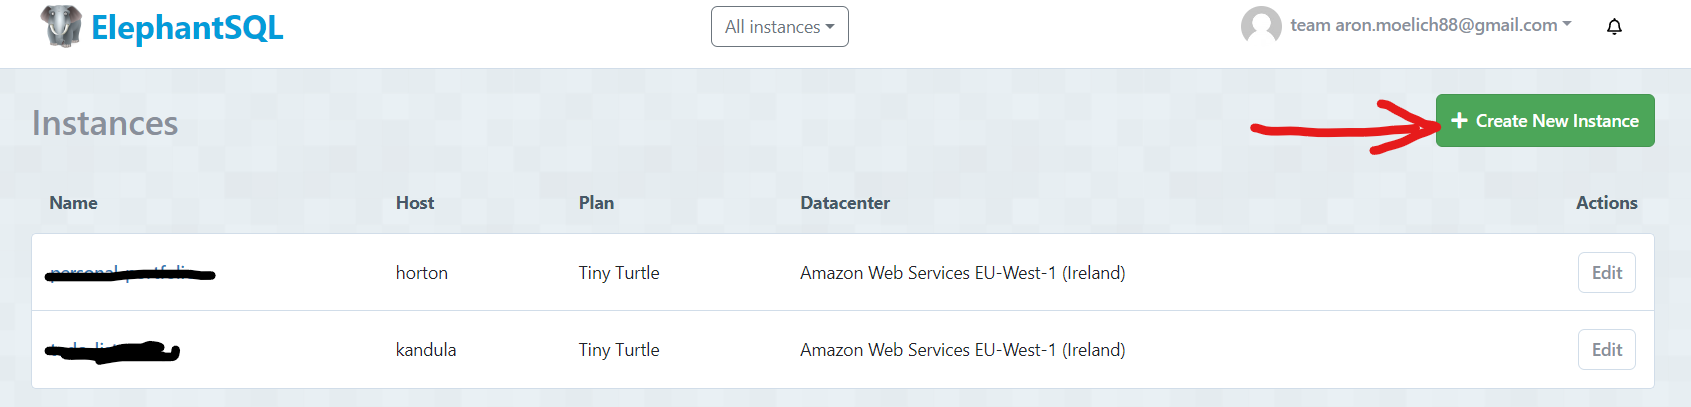 ElephantSQL
All instances
team aron.moelich88@gmail.com
Instances
+ Create New Instance
Name Host Plan Datacenter Actions
horton Tiny Turtle Amazon Web Services EU-West-1 (Ireland) Edit
kandula Tiny Turtle Amazon Web Services EU-West-1 (Ireland) Edit